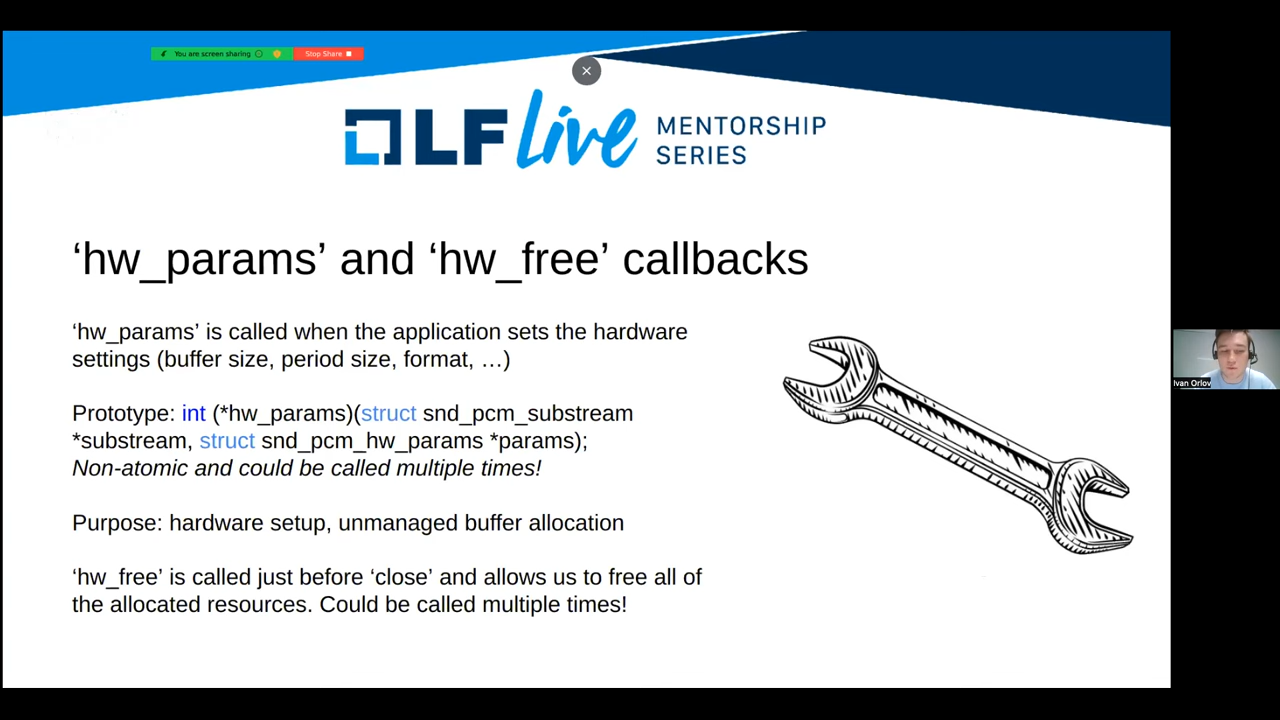 You are screen sharing
Stop Share
LF Live MENTORSHIP
SERIES
‘hw_params’ and ‘hw_free’ callbacks
‘hw_params’ is called when the application sets the hardware
settings (buffer size, period size, format, …)
Prototype: int (*hw_params)(struct snd_pcm_substream
*substream, struct snd_pcm_hw_params *params);
Non-atomic and could be called multiple times!
Purpose: hardware setup, unmanaged buffer allocation
‘hw_free’ is called just before ‘close’ and allows us to free all of
the allocated resources. Could be called multiple times!
Ivan Orlov